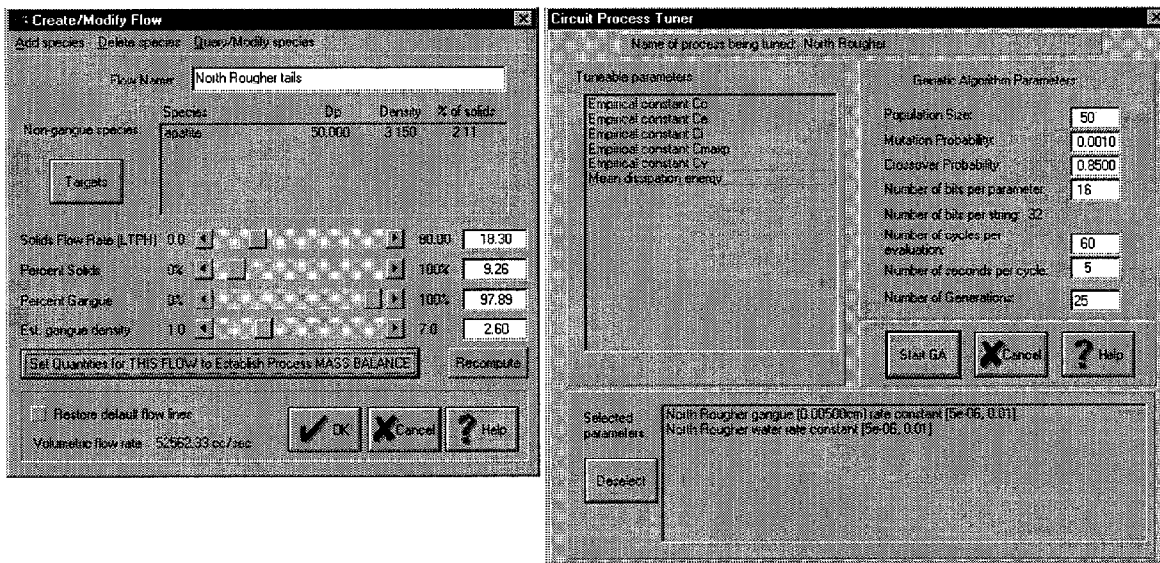 Create/Modify Flow
Add species Delete species Query/Modify species
Flow Name: North Rougher tails
Species Dp Density % of solids
Non-gangue species: apatite 50.000 3.150 2.11
Targets
Solids Flow Rate (LTPH) 0.0 80.00 18.30
Percent Solids 0% 100% 9.26
Percent Gangue 0% 100% 97.89
Est. gangue density 1.0 7.0 2.60
Set Quantities for THIS FLOW to Establish Process MASS BALANCE Recompute
Restore default flow lines
Volumetric flow rate 52562.33 cc/sec
OK Cancel Help
Circuit Process Tuner
Name of process being tuned: North Rougher
Tuneable parameters
Empirical constant Cc
Empirical constant Ce
Empirical constant Ci
Empirical constant Cmaxp
Empirical constant Cv
Mean dissipation energy
Genetic Algorithm Parameters
Population Size: 50
Mutation Probability: 0.0010
Crossover Probability: 0.8500
Number of bits per parameter: 16
Number of bits per string: 32
Number of cycles per evaluation: 60
Number of seconds per cycle: 5
Number of Generations: 25
Start GA Cancel Help
Selected parameters
Deselect
North Rougher gangue (0.00500cm) rate constant [5e-06, 0.01]
North Rougher water rate constant [5e-06, 0.01]